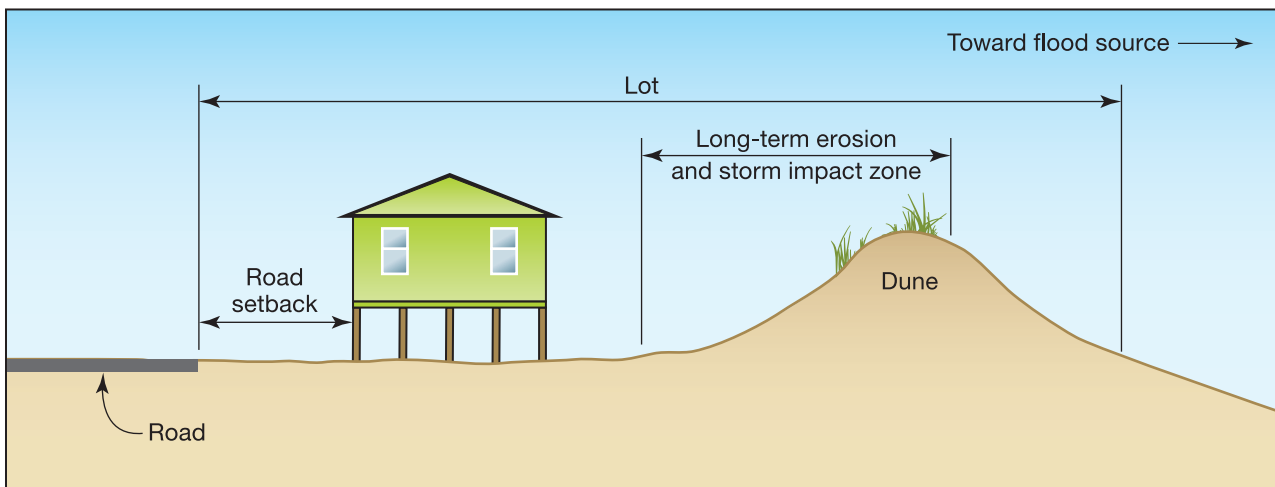 Toward flood source
Lot
Long-term erosion
and storm impact zone
Road
setback
Dune
Road